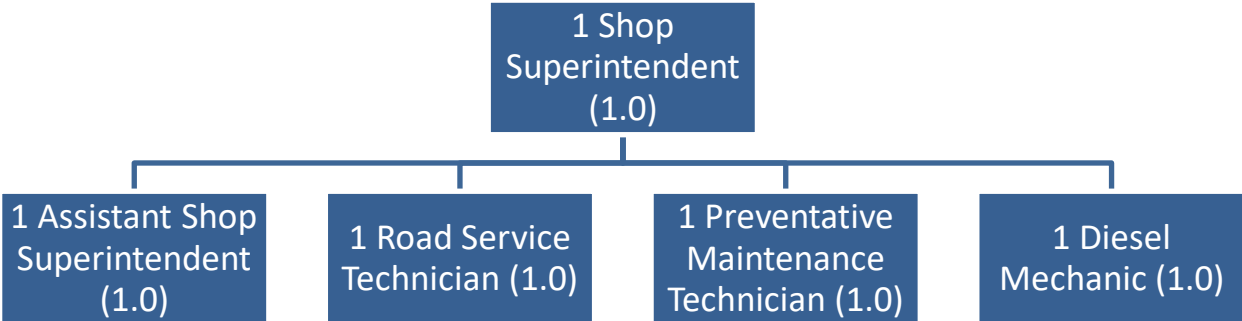 1 Shop
Superintendent
(1.0)
1 Assistant Shop
Superintendent
(1.0)
1 Road Service
Technician (1.0)
1 Preventative
Maintenance
Technician (1.0)
1 Diesel
Mechanic (1.0)